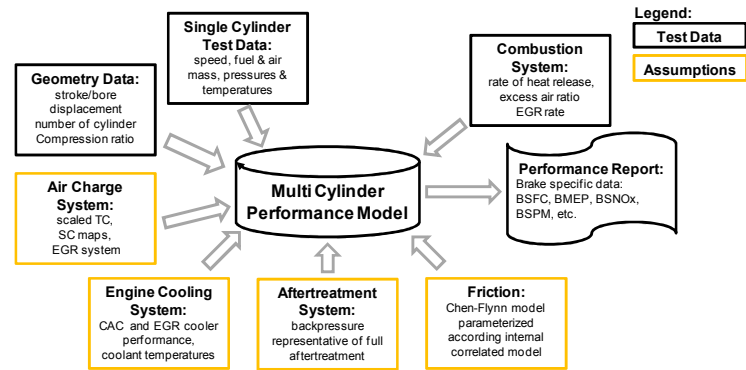 Legend:
Test Data
Assumptions
Single Cylinder
Test Data:
speed, fuel & air
mass, pressures &
temperatures
Combustion
System:
rate of heat release,
excess air ratio
EGR rate
Geometry Data:
stroke/bore
displacement
number of cylinder
Compression ratio
Air Charge
System:
scaled TC,
SC maps,
EGR system
Multi Cylinder
Performance Model
Performance Report:
Brake specific data:
BSFC, BMEP, BSNOx,
BSPM, etc.
Engine Cooling
System:
CAC and EGR cooler
performance,
coolant temperatures
Aftertreatment
System:
backpressure
representative of full
aftertreatment
Friction:
Chen-Flynn model
parameterized
according internal
correlated model